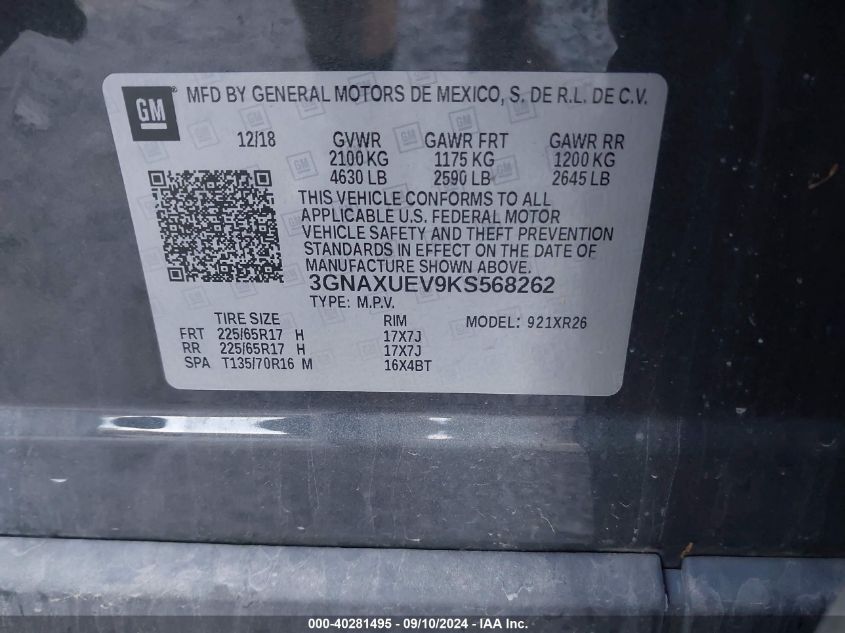 GM MFD BY GENERAL MOTORS DE MEXICO, S. DE R.L. DE C.V.
12/18 GVWR GAWR FRT GAWR RR
2100 KG 1175 KG 1200 KG
4630 LB 2590 LB 2645 LB
THIS VEHICLE CONFORMS TO ALL
APPLICABLE U.S. FEDERAL MOTOR
VEHICLE SAFETY AND THEFT PREVENTION
STANDARDS IN EFFECT ON THE DATE OF
MANUFACTURE SHOWN ABOVE.
3GNAXUEV9KS568262
TYPE: M.P.V.
TIRE SIZE RIM MODEL: 921XR26
FRT 225/65R17 H 17X7J
RR 225/65R17 H 17X7J
SPA T135/70R16 M 16X4BT
000-40281495 - 09/10/2024 - © IAA, Inc.